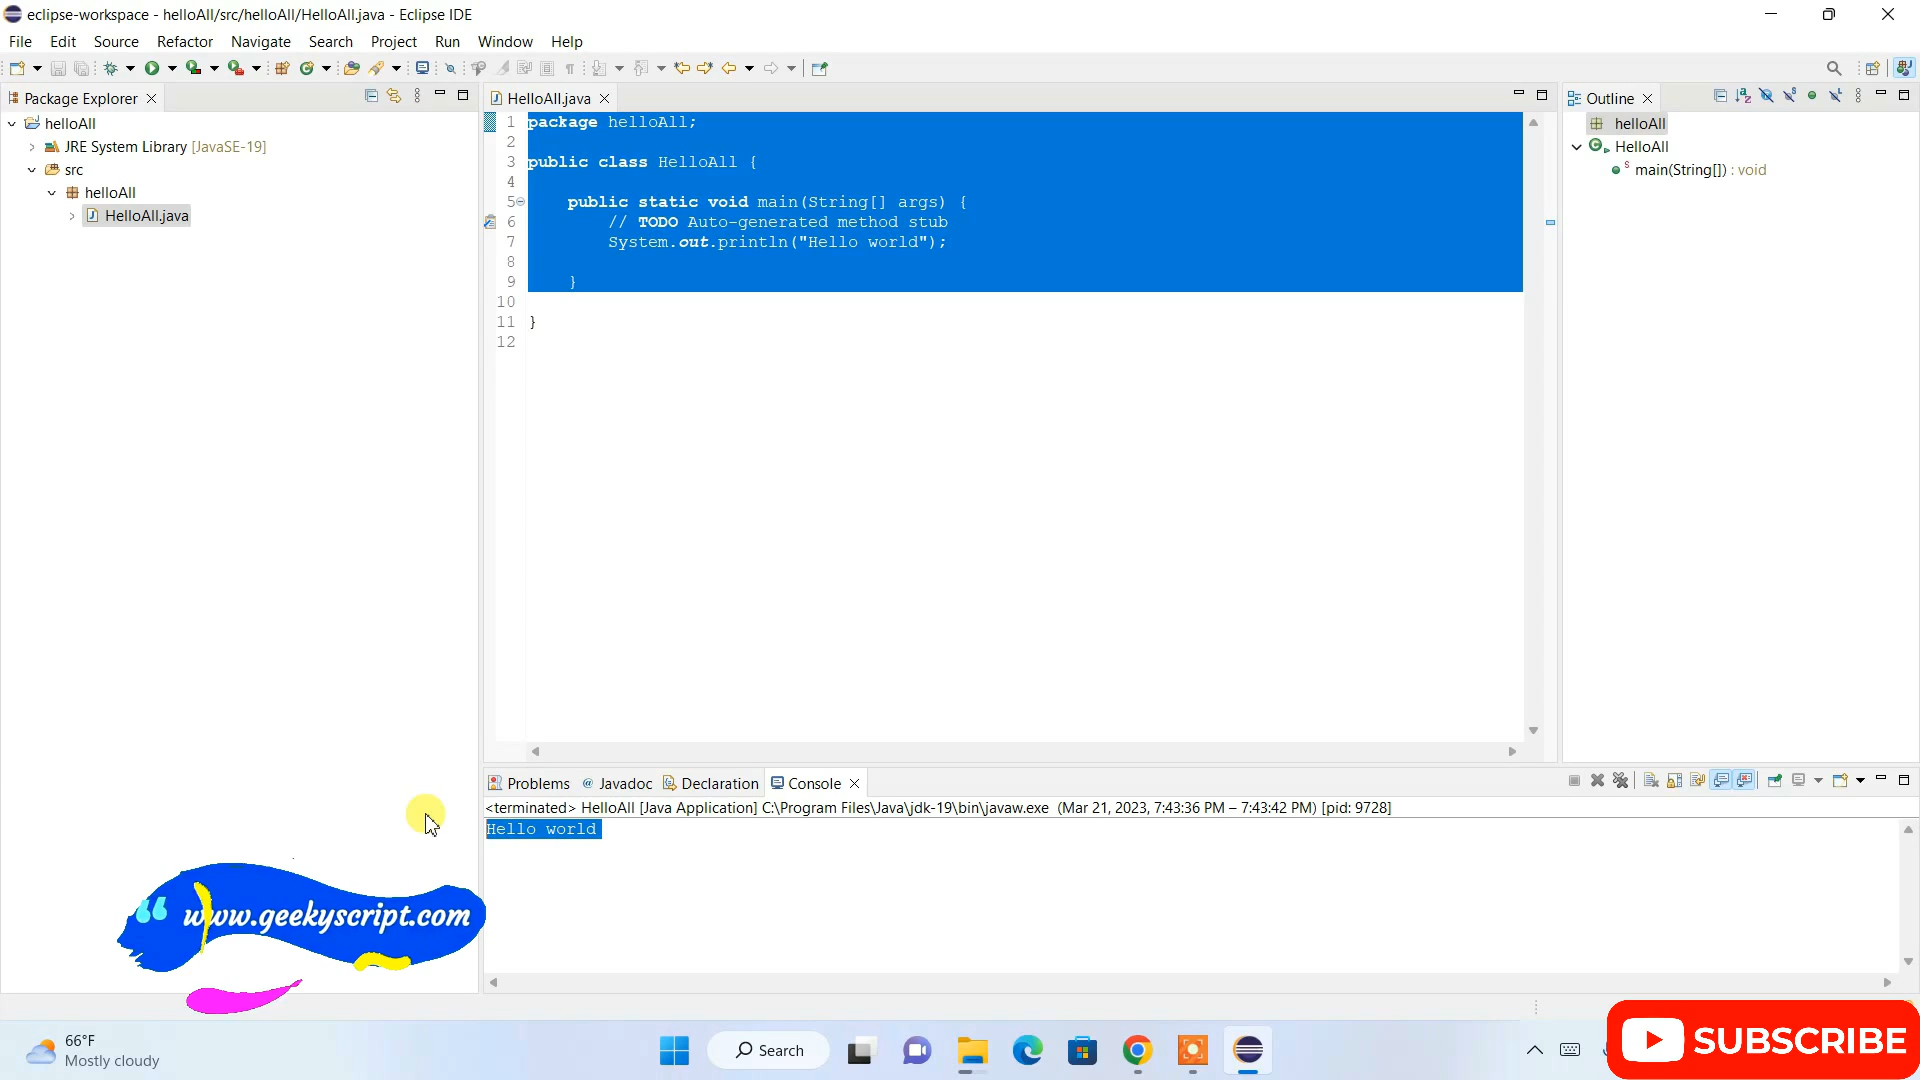 eclipse-workspace - helloAll/src/helloAll/HelloAll.java - Eclipse IDE
File Edit Source Refactor Navigate Search Project Run Window Help
Package Explorer
helloAll
JRE System Library [JavaSE-19]
src
helloAll
HelloAll.java
HelloAll.java
1 package helloAll;
2
3 public class HelloAll {
4
5 public static void main(String[] args) {
6 // TODO Auto-generated method stub
7 System.out.println("Hello world");
8
9 }
10
11 }
12
Outline
helloAll
HelloAll
main(String[]) : void
Problems Javadoc Declaration Console
<terminated> HelloAll [Java Application] C:\Program Files\Java\jdk-19\bin\javaw.exe (Mar 21, 2023, 7:43:36 PM – 7:43:42 PM) [pid: 9728]
Hello world
www.geekyscript.com
66°F
Mostly cloudy
Search
SUBSCRIBE